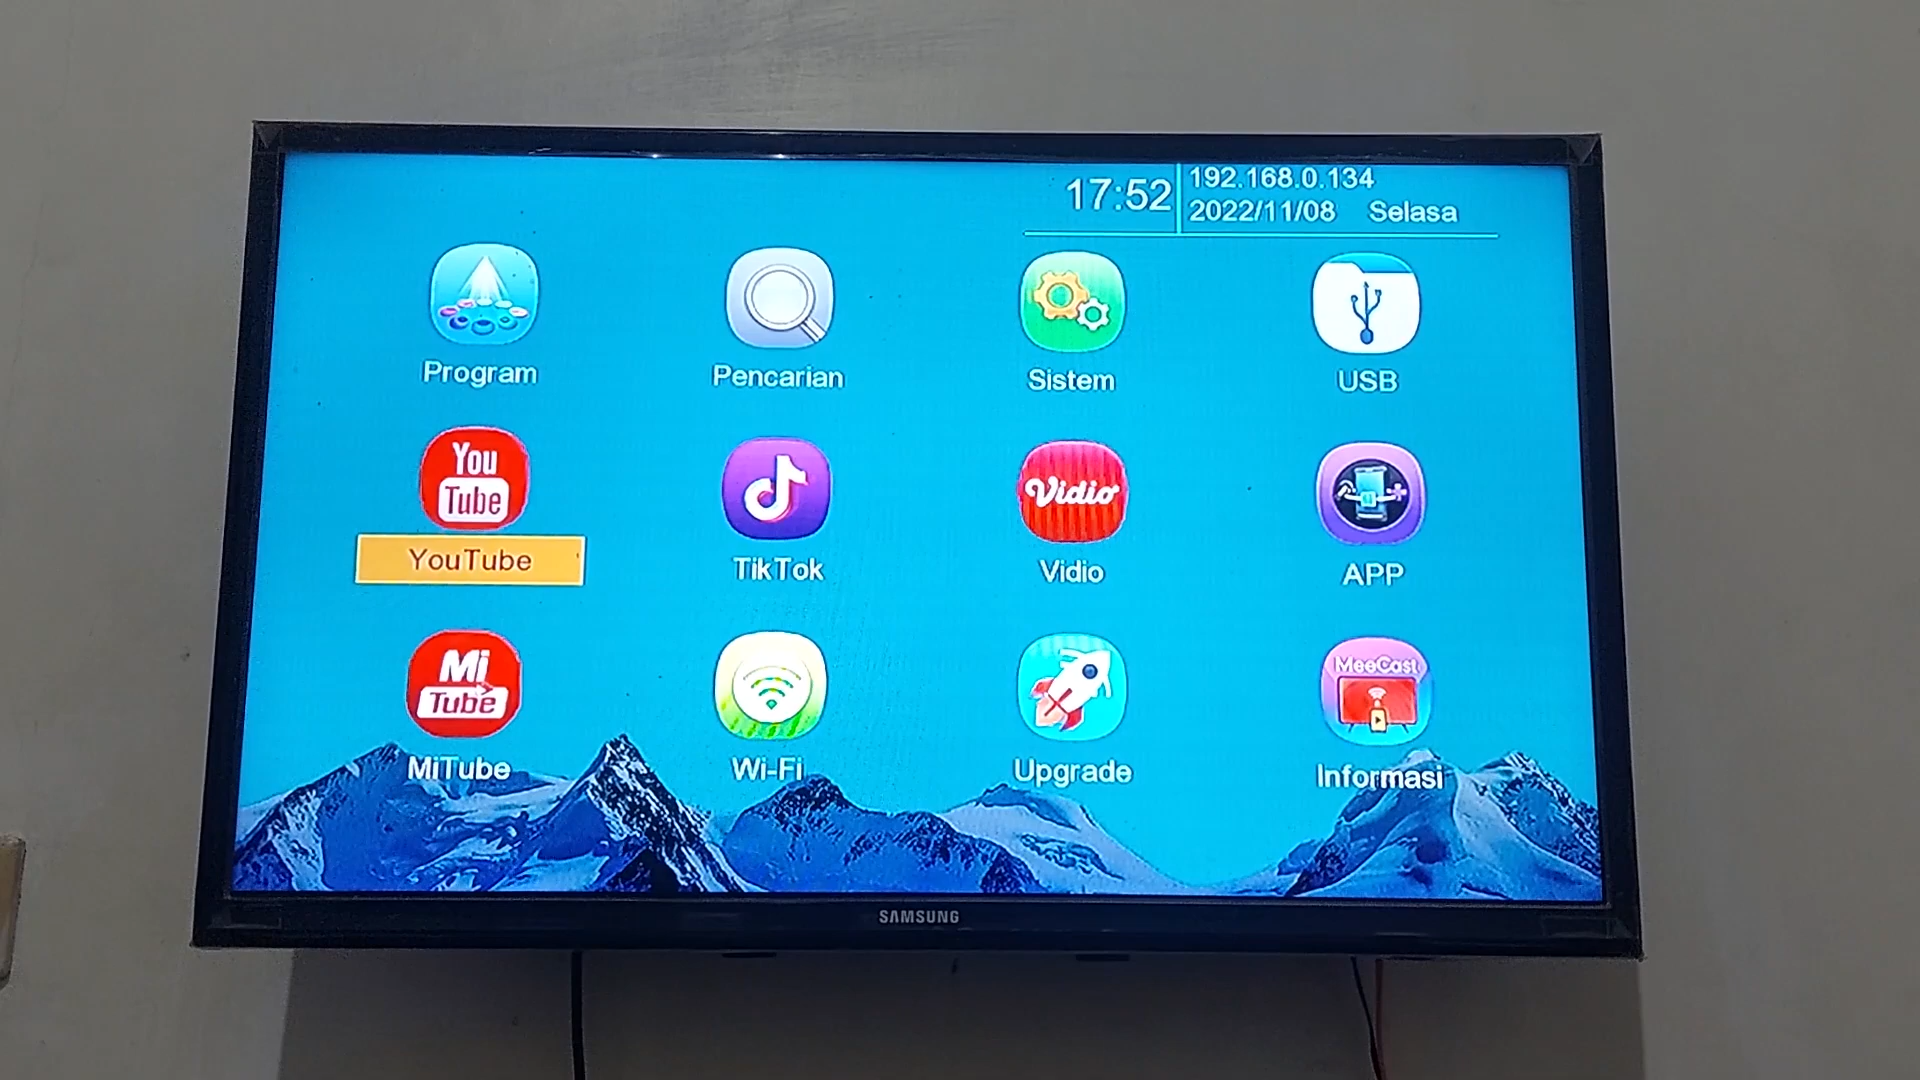 17:52
192.168.0.134
2022/11/08 Selasa
Program
Pencarian
Sistem
USB
You
Tube
YouTube
TikTok
Vidio
Vidio
APP
Mi
Tube
MiTube
Wi-Fi
Upgrade
MeeCast
Informasi
SAMSUNG